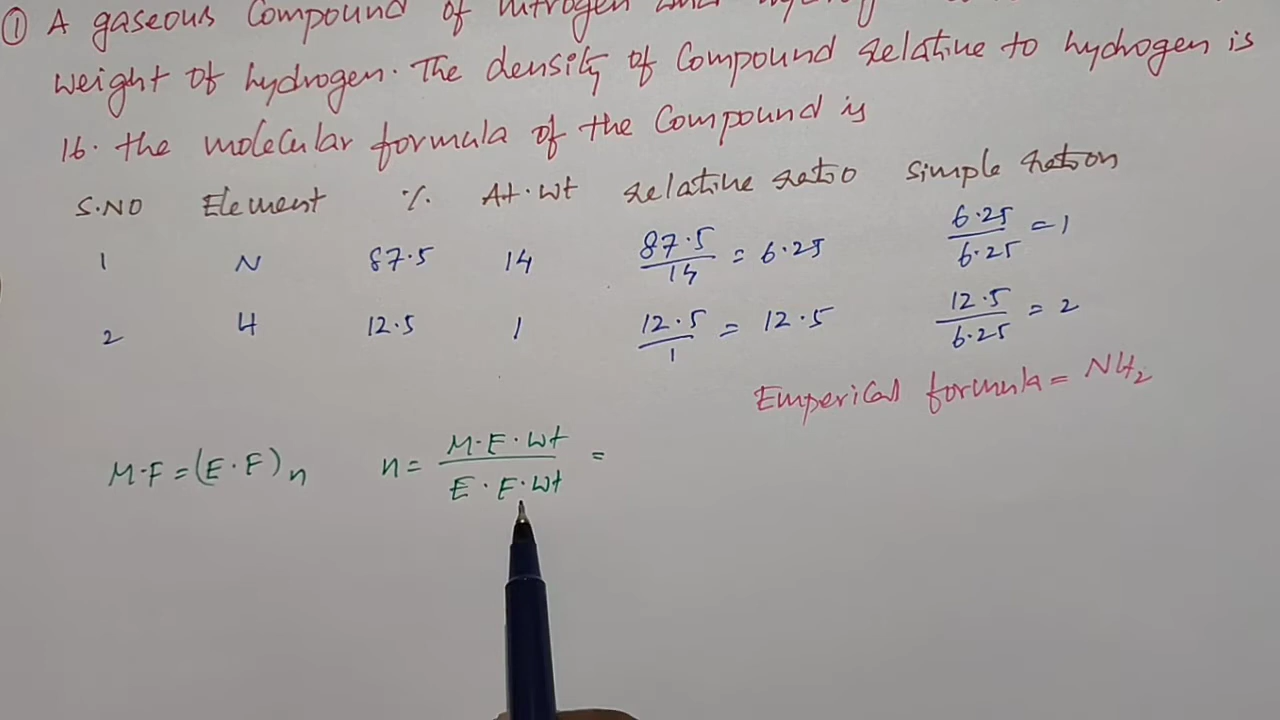 ① A gaseous Compound of nitrogen and
weight of hydrogen. The density of Compound relative to hydrogen is
16. the molecular formula of the Compound is
S.NO Element % At.Wt relative ratio simple ration
1 N 87.5 14 87.5/14 = 6.25 6.25/6.25 = 1
2 H 12.5 1 12.5/1 = 12.5 12.5/6.25 = 2
Emperical formula = NH2
M.F = (E.F)n n = M.F.Wt/E.F.Wt =